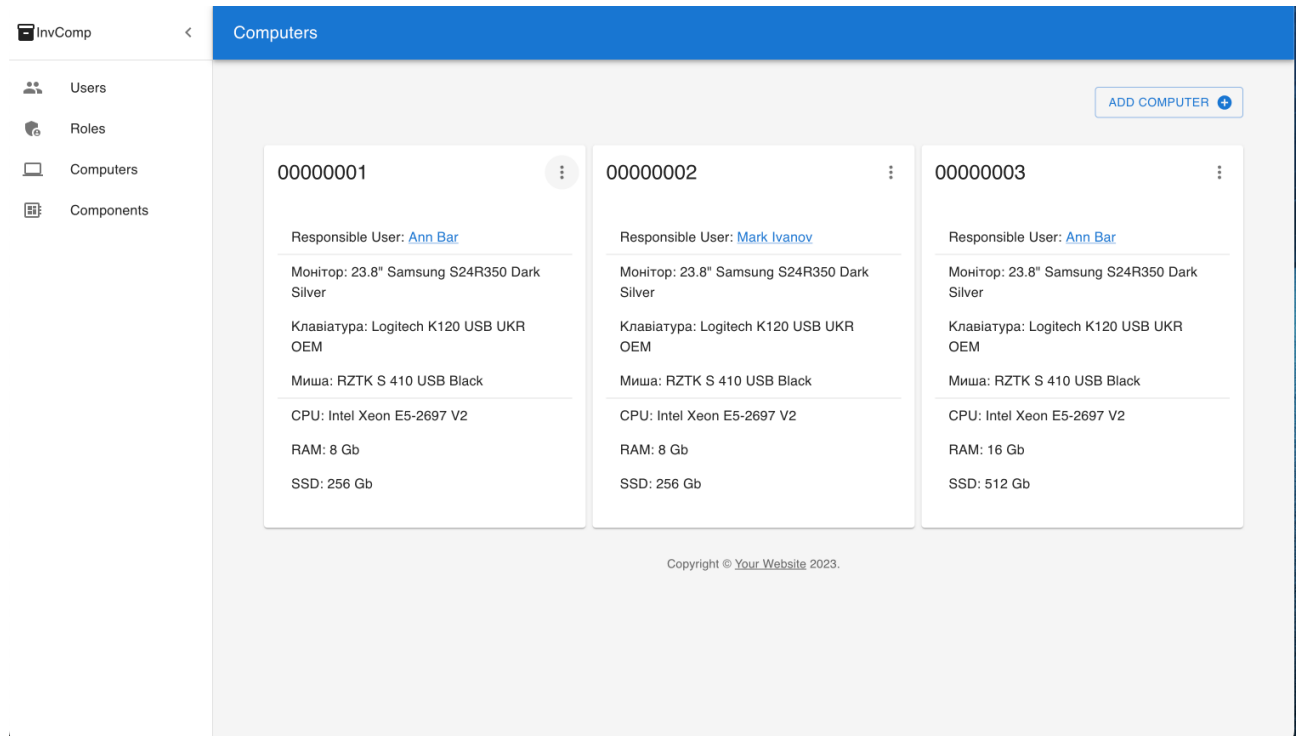 InvComp
Computers
Users
Roles
Computers
Components
ADD COMPUTER
00000001
Responsible User: Ann Bar
Монітор: 23.8" Samsung S24R350 Dark
Silver
Клавіатура: Logitech K120 USB UKR
OEM
Миша: RZTK S 410 USB Black
CPU: Intel Xeon E5-2697 V2
RAM: 8 Gb
SSD: 256 Gb
00000002
Responsible User: Mark Ivanov
Монітор: 23.8" Samsung S24R350 Dark
Silver
Клавіатура: Logitech K120 USB UKR
OEM
Миша: RZTK S 410 USB Black
CPU: Intel Xeon E5-2697 V2
RAM: 8 Gb
SSD: 256 Gb
00000003
Responsible User: Ann Bar
Монітор: 23.8" Samsung S24R350 Dark
Silver
Клавіатура: Logitech K120 USB UKR
OEM
Миша: RZTK S 410 USB Black
CPU: Intel Xeon E5-2697 V2
RAM: 16 Gb
SSD: 512 Gb
Copyright © Your Website 2023.